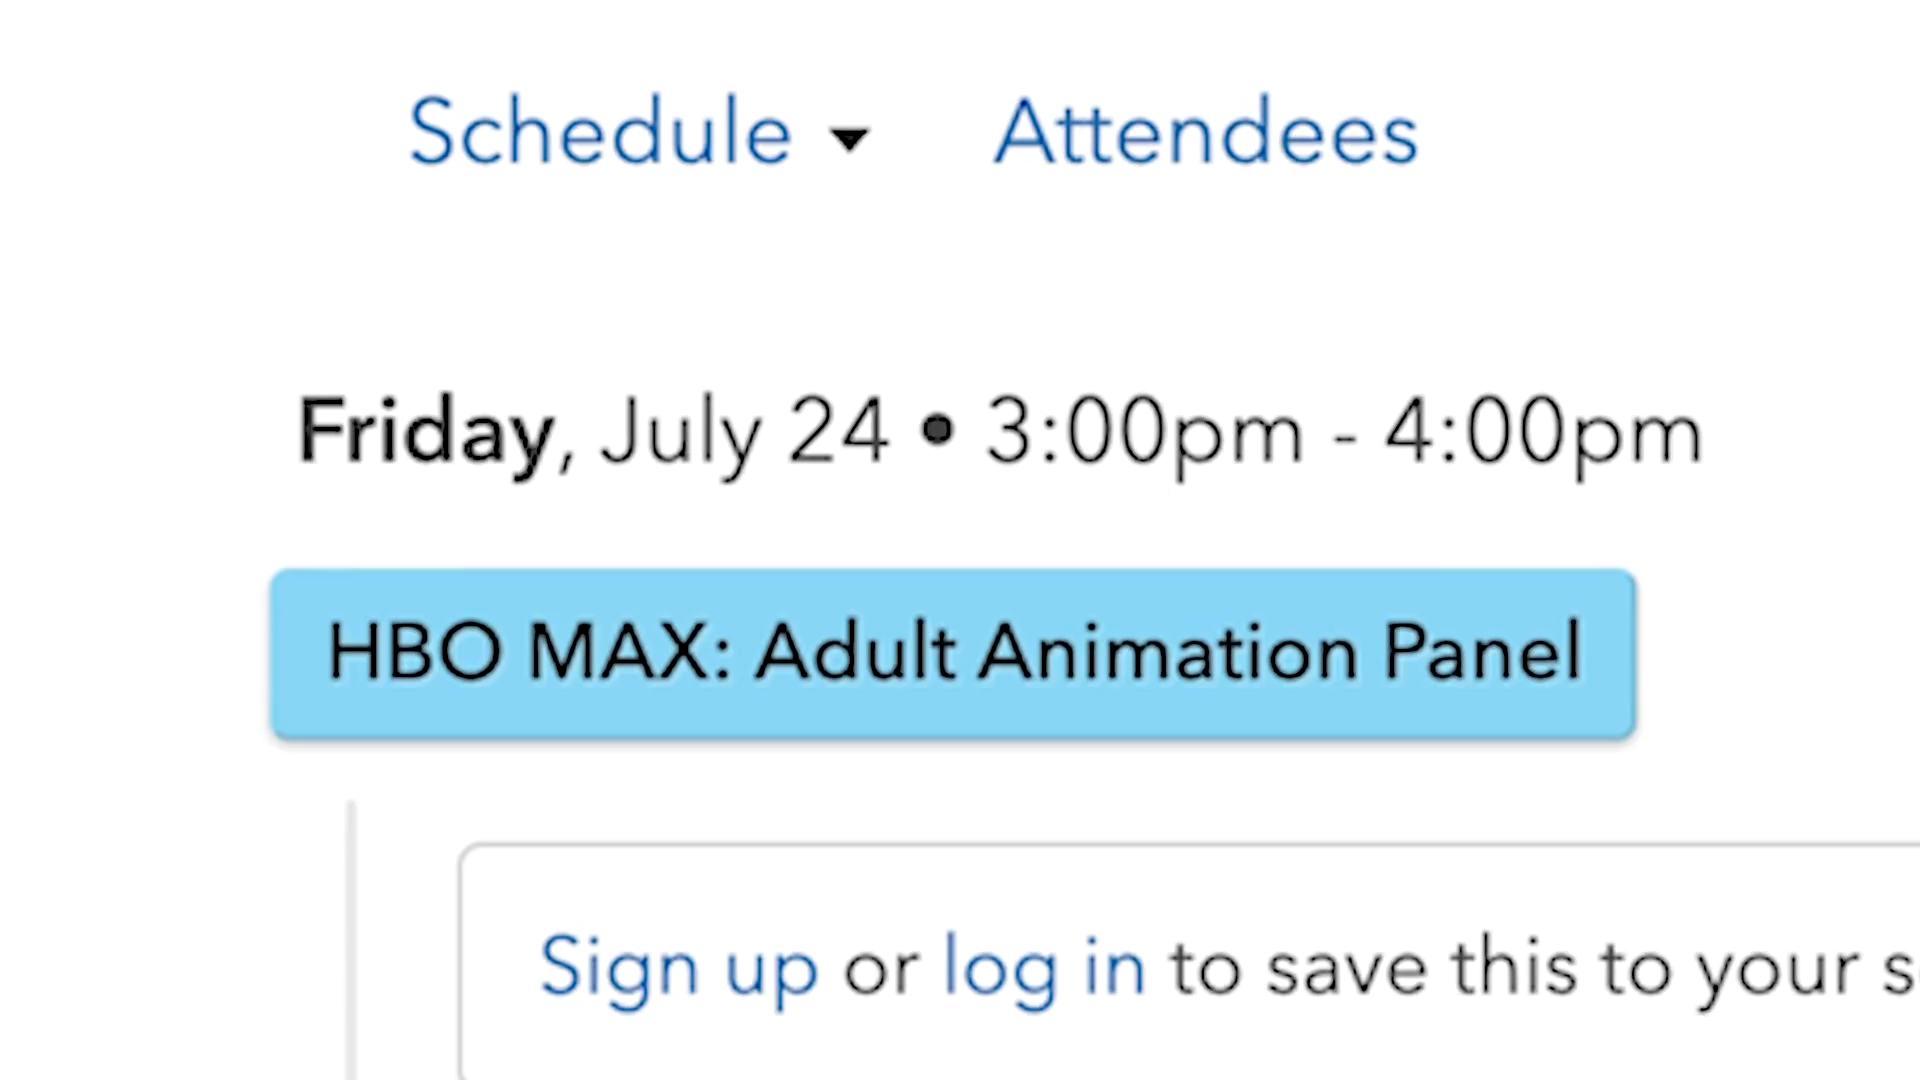 Schedule Attendees
Friday, July 24 • 3:00pm - 4:00pm
HBO MAX: Adult Animation Panel
Sign up or log in to save this to your